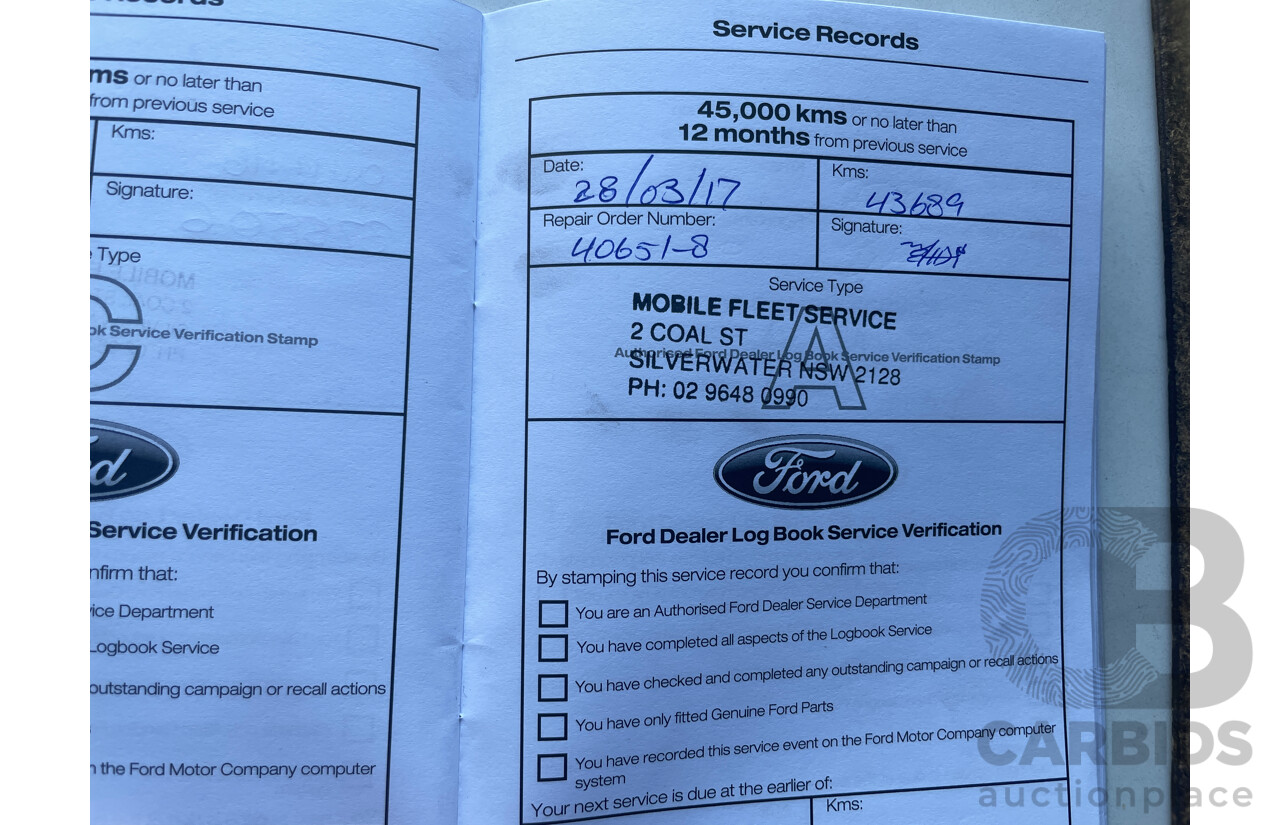 Records
ms or no later than
from previous service
Kms:
Signature:
Type
C
ok Service Verification Stamp
Service Verification
nfirm that:
vice Department
Logbook Service
outstanding campaign or recall actions
n the Ford Motor Company computer
Service Records
45,000 kms or no later than
12 months from previous service
Date:
28/03/17
Kms:
43689
Repair Order Number:
40651-8
Signature:
Service Type
MOBILE FLEET SERVICE
2 COAL ST
Authorised Ford Dealer Log Book Service Verification Stamp
SILVERWATER NSW 2128
PH: 02 9648 0990
A
Ford
Ford Dealer Log Book Service Verification
By stamping this service record you confirm that:
You are an Authorised Ford Dealer Service Department
You have completed all aspects of the Logbook Service
You have checked and completed any outstanding campaign or recall actions
You have only fitted Genuine Ford Parts
You have recorded this service event on the Ford Motor Company computer
system
Your next service is due at the earlier of:
Kms:
CB
CARBIDS
auctionplace